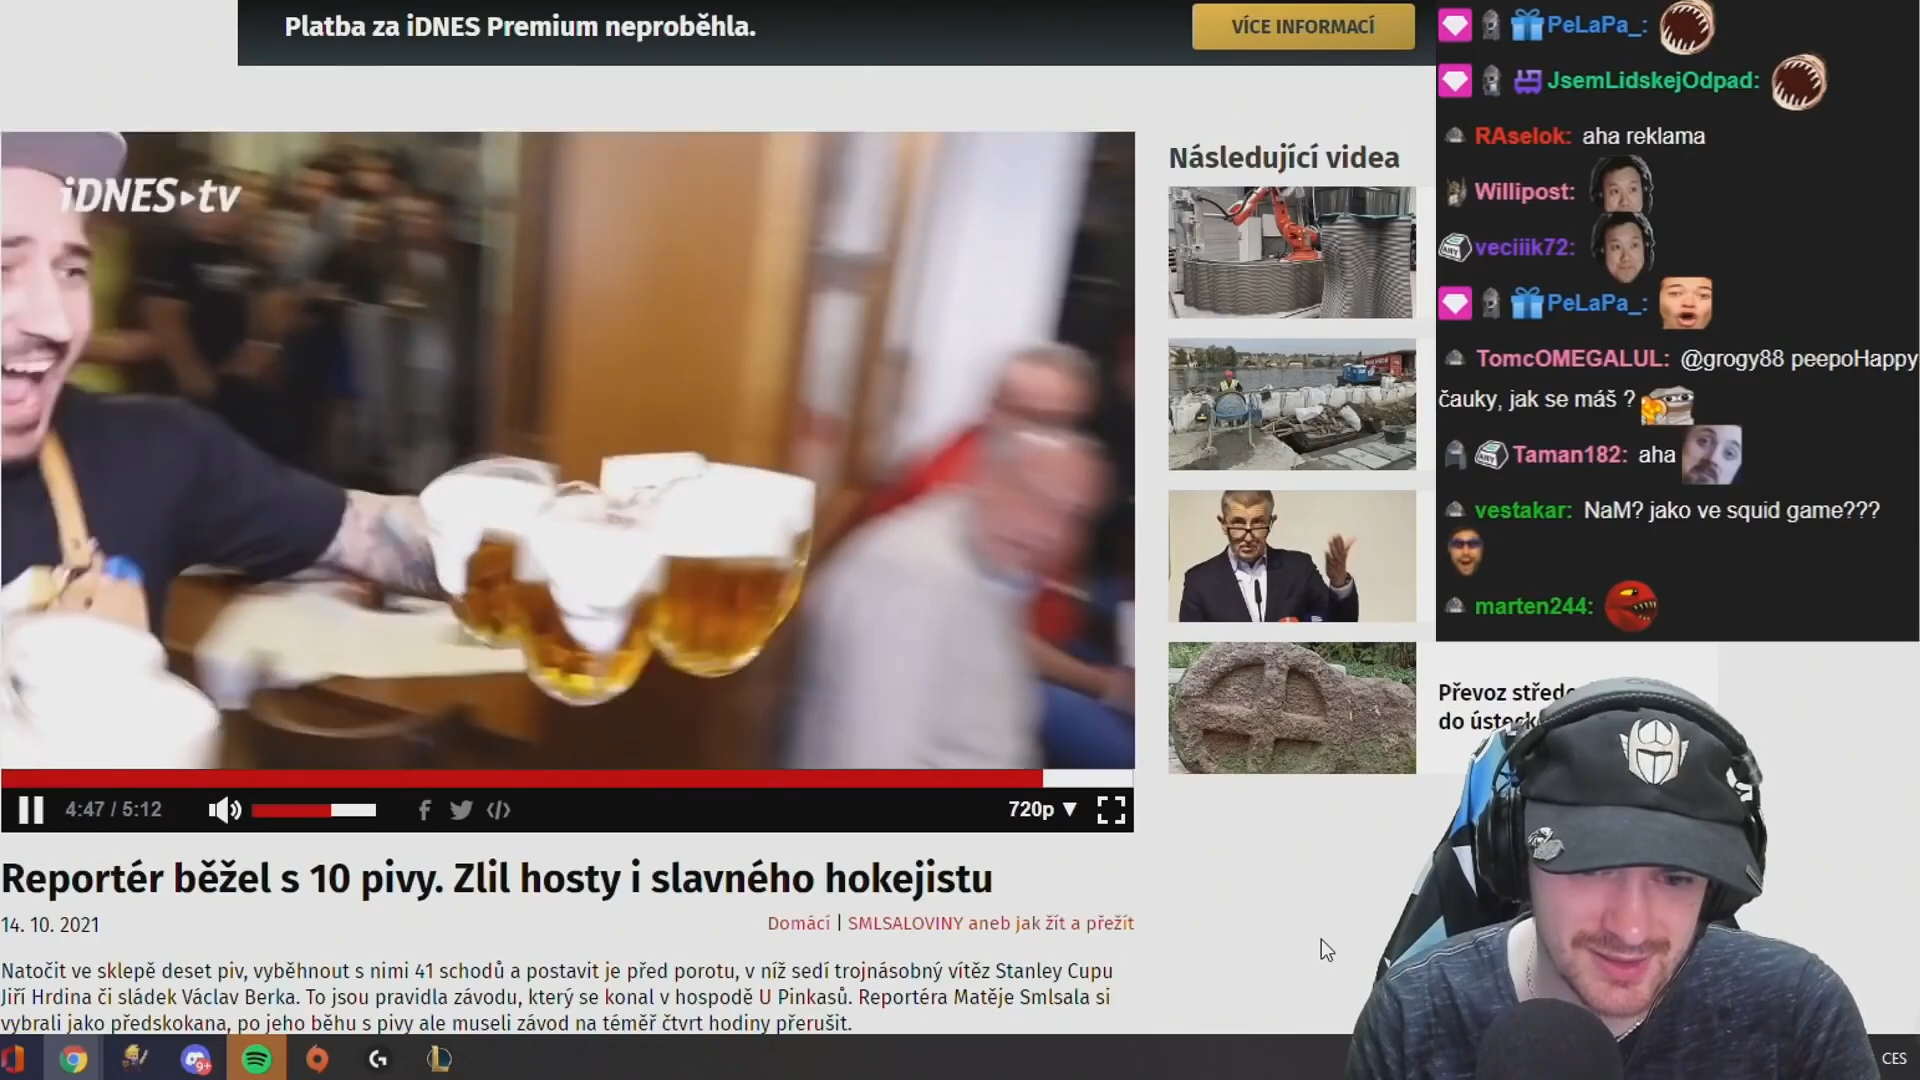 Platba za iDNES Premium neproběhla.
VÍCE INFORMACÍ
iDNES tv
Následující videa
4:47 / 5:12
720p
Reportér běžel s 10 pivy. Zlil hosty i slavného hokejistu
14. 10. 2021
Domácí | SMLSALOVINY aneb jak žít a přežít
Natočit ve sklepě deset piv, vyběhnout s nimi 41 schodů a postavit je před porotu, v níž sedí trojnásobný vítěz Stanley Cupu
Jiří Hrdina či sládek Václav Berka. To jsou pravidla závodu, který se konal v hospodě U Pinkasů. Reportéra Matěje Smlsala si
vybrali jako předskokana, po jeho běhu s pivy ale museli závod na téměř čtvrt hodiny přerušit.
PeLaPa_:
JsemLidskejOdpad:
RAselok: aha reklama
Willipost:
veciiik72:
PeLaPa_:
TomcOMEGALUL: @grogy88 peepoHappy
čauky, jak se máš ?
Taman182: aha
vestakar: NaM? jako ve squid game???
marten244:
Převoz
do
9+
CES